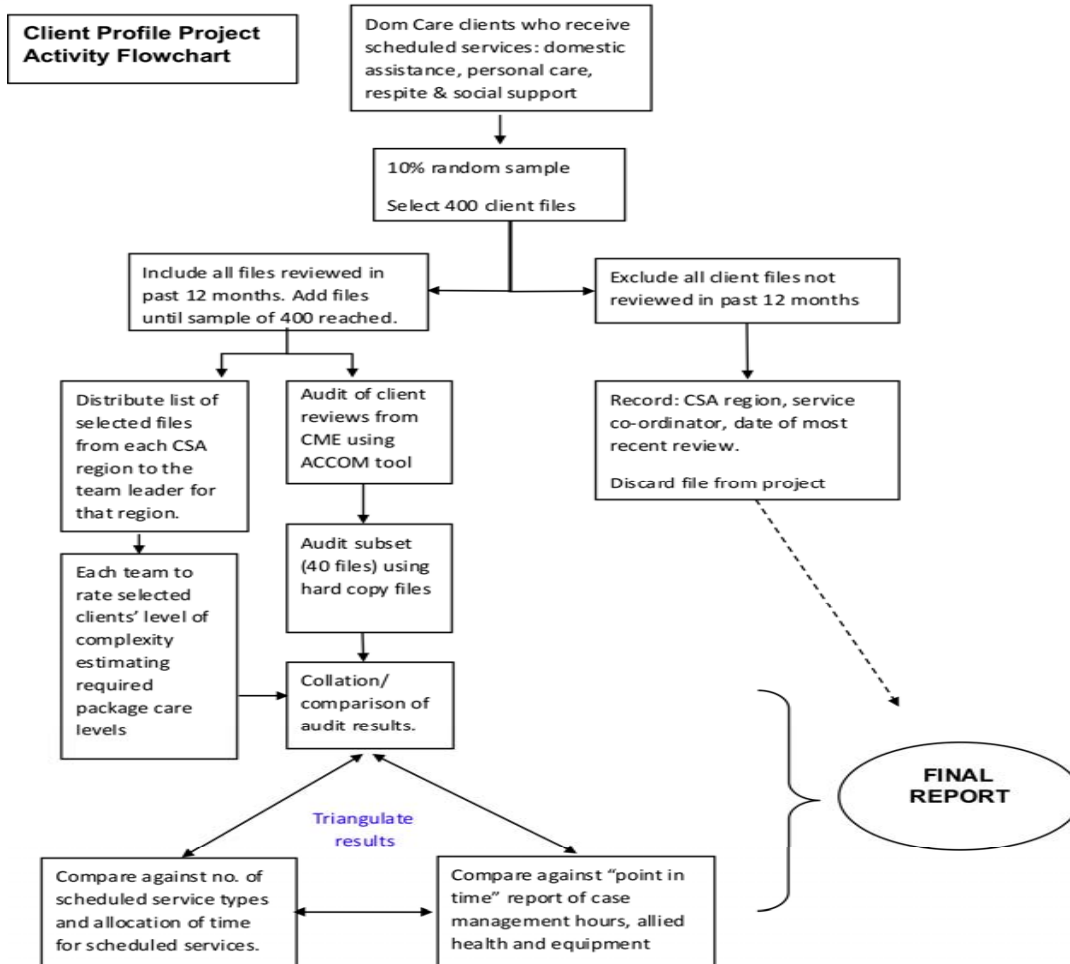 Client Profile Project
Activity Flowchart
Dom Care clients who receive
scheduled services: domestic
assistance, personal care,
respite & social support
10% random sample
Select 400 client files
Include all files reviewed in
past 12 months. Add files
until sample of 400 reached.
Exclude all client files not
reviewed in past 12 months
Distribute list of
selected files
from each CSA
region to the
team leader for
that region.
Audit of client
reviews from
CME using
ACCOM tool
Record: CSA region, service
co-ordinator, date of most
recent review.
Discard file from project
Each team to
rate selected
clients' level of
complexity
estimating
required
package care
levels
Audit subset
(40 files) using
hard copy files
Collation/
comparison of
audit results.
FINAL
REPORT
Triangulate
results
Compare against no. of
scheduled service types
and allocation of time
for scheduled services.
Compare against “point in
time” report of case
management hours, allied
health and equipment